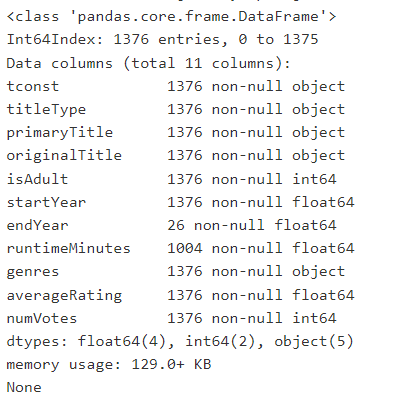 <class 'pandas.core.frame.DataFrame'>
Int64Index: 1376 entries, 0 to 1375
Data columns (total 11 columns):
tconst            1376 non-null object
titleType         1376 non-null object
primaryTitle      1376 non-null object
originalTitle     1376 non-null object
isAdult           1376 non-null int64
startYear         1376 non-null float64
endYear           26 non-null float64
runtimeMinutes    1004 non-null float64
genres            1376 non-null object
averageRating     1376 non-null float64
numVotes          1376 non-null int64
dtypes: float64(4), int64(2), object(5)
memory usage: 129.0+ KB
None